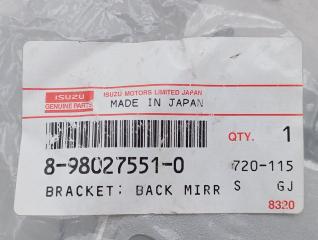 ISUZU
GENUINE PARTS
ISUZU MOTORS LIMITED JAPAN
MADE IN JAPAN
QTY. 1
8-98027551-0 720-115
BRACKET; BACK MIRR S GJ
8320